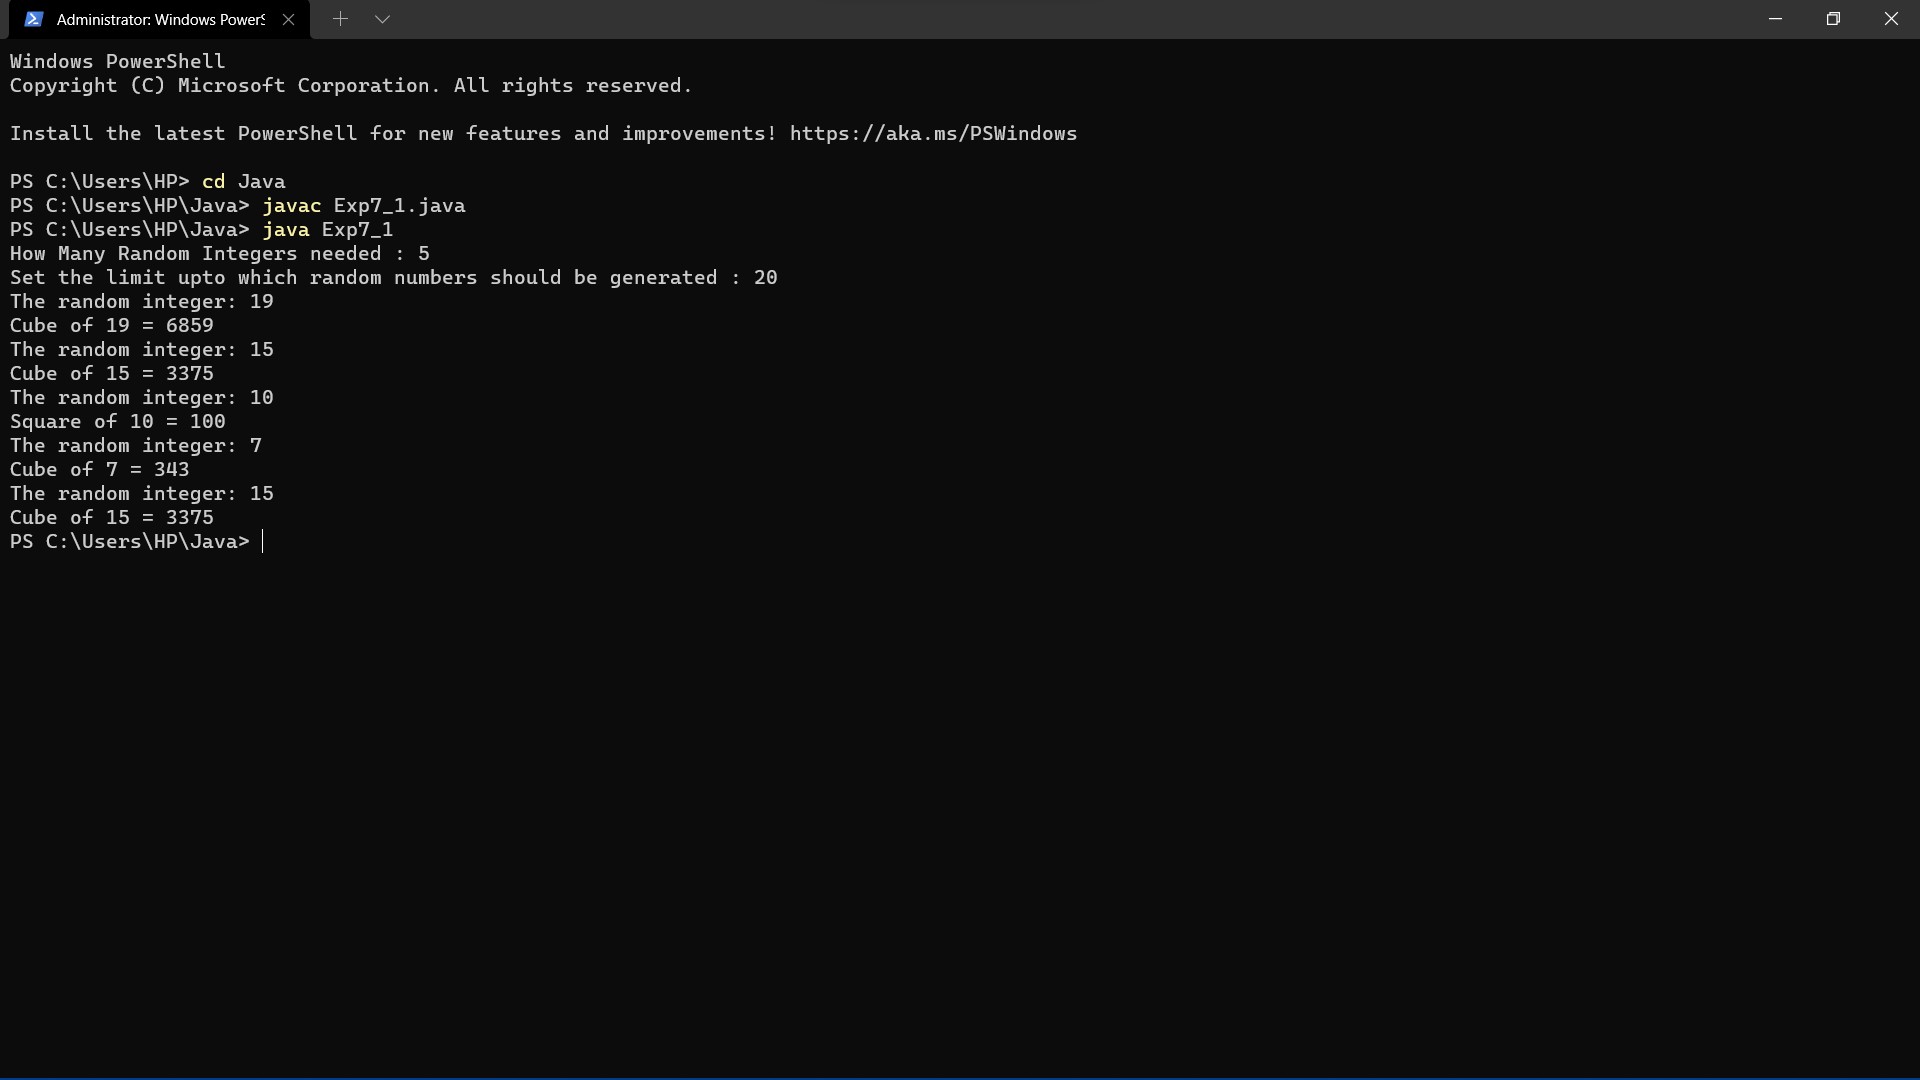 Administrator: Windows PowerS
Windows PowerShell
Copyright (C) Microsoft Corporation. All rights reserved.
Install the latest PowerShell for new features and improvements! https://aka.ms/PSWindows
PS C:\Users\HP> cd Java
PS C:\Users\HP\Java> javac Exp7_1.java
PS C:\Users\HP\Java> java Exp7_1
How Many Random Integers needed : 5
Set the limit upto which random numbers should be generated : 20
The random integer: 19
Cube of 19 = 6859
The random integer: 15
Cube of 15 = 3375
The random integer: 10
Square of 10 = 100
The random integer: 7
Cube of 7 = 343
The random integer: 15
Cube of 15 = 3375
PS C:\Users\HP\Java>